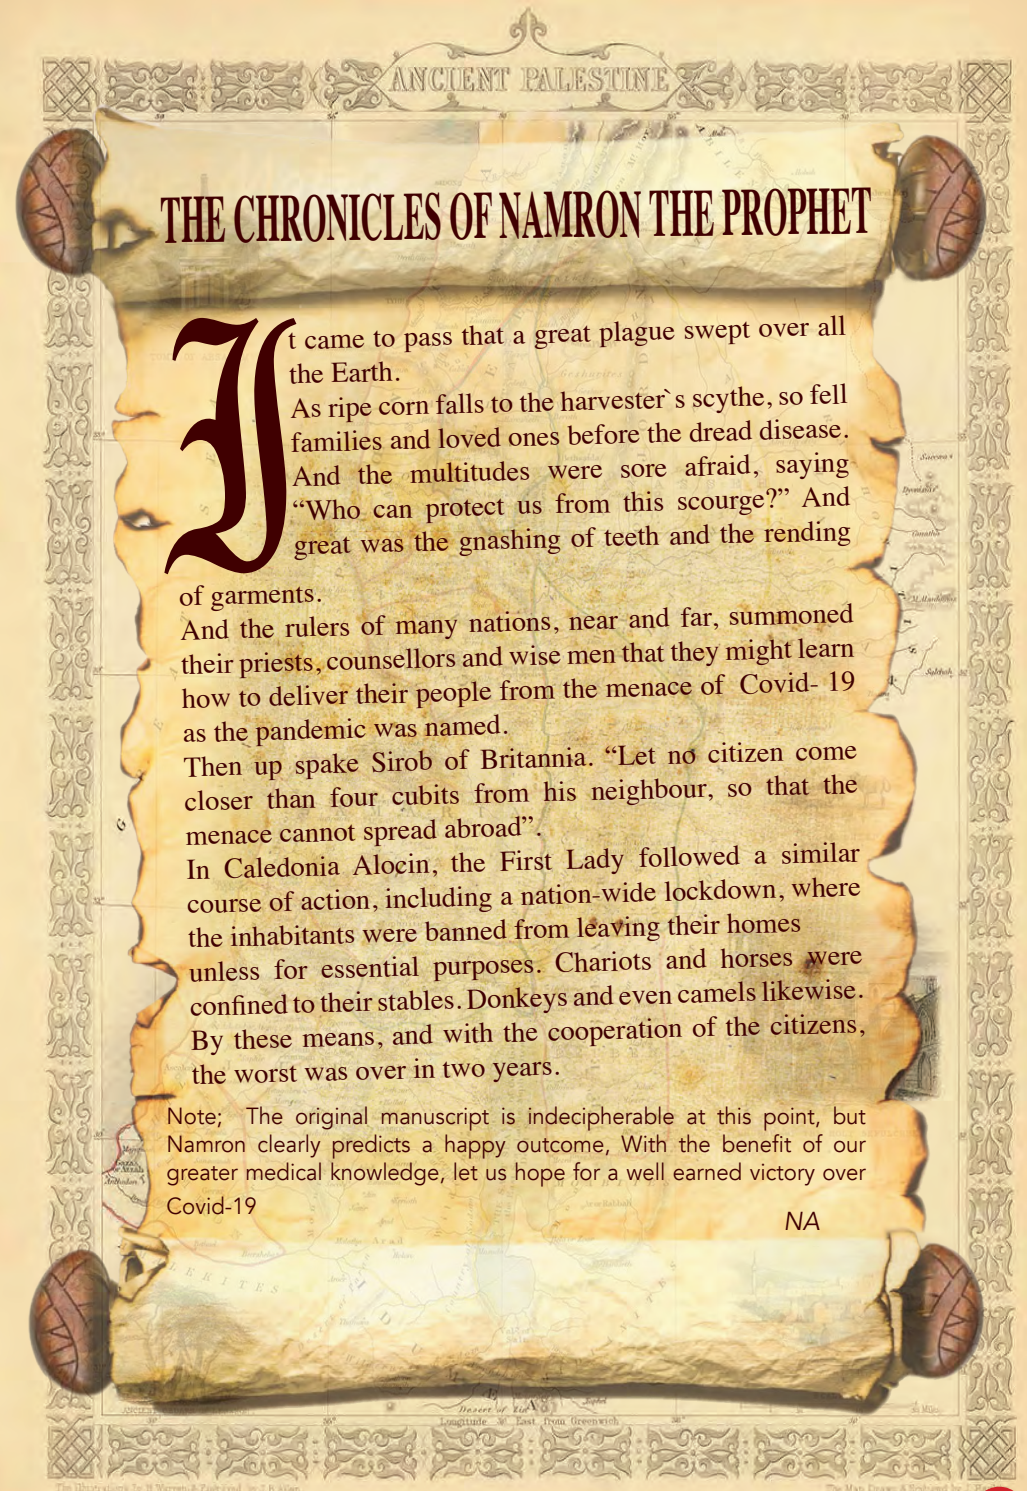 ANCIENT PALESTINE
THE CHRONICLES OF NAMRON THE PROPHET
It came to pass that a great plague swept over all
the Earth.
As ripe corn falls to the harvester`s scythe, so fell
families and loved ones before the dread disease.
And the multitudes were sore afraid, saying
“Who can protect us from this scourge?” And
great was the gnashing of teeth and the rending
of garments.
And the rulers of many nations, near and far, summoned
their priests, counsellors and wise men that they might learn
how to deliver their people from the menace of Covid- 19
as the pandemic was named.
Then up spake Sirob of Britannia. “Let no citizen come
closer than four cubits from his neighbour, so that the
menace cannot spread abroad”.
In Caledonia Alocin, the First Lady followed a similar
course of action, including a nation-wide lockdown, where
the inhabitants were banned from leaving their homes
unless for essential purposes. Chariots and horses were
confined to their stables. Donkeys and even camels likewise.
By these means, and with the cooperation of the citizens,
the worst was over in two years.
Note; The original manuscript is indecipherable at this point, but
Namron clearly predicts a happy outcome, With the benefit of our
greater medical knowledge, let us hope for a well earned victory over
Covid-19
NA
Desert of Zin
Longitude East from Greenwich